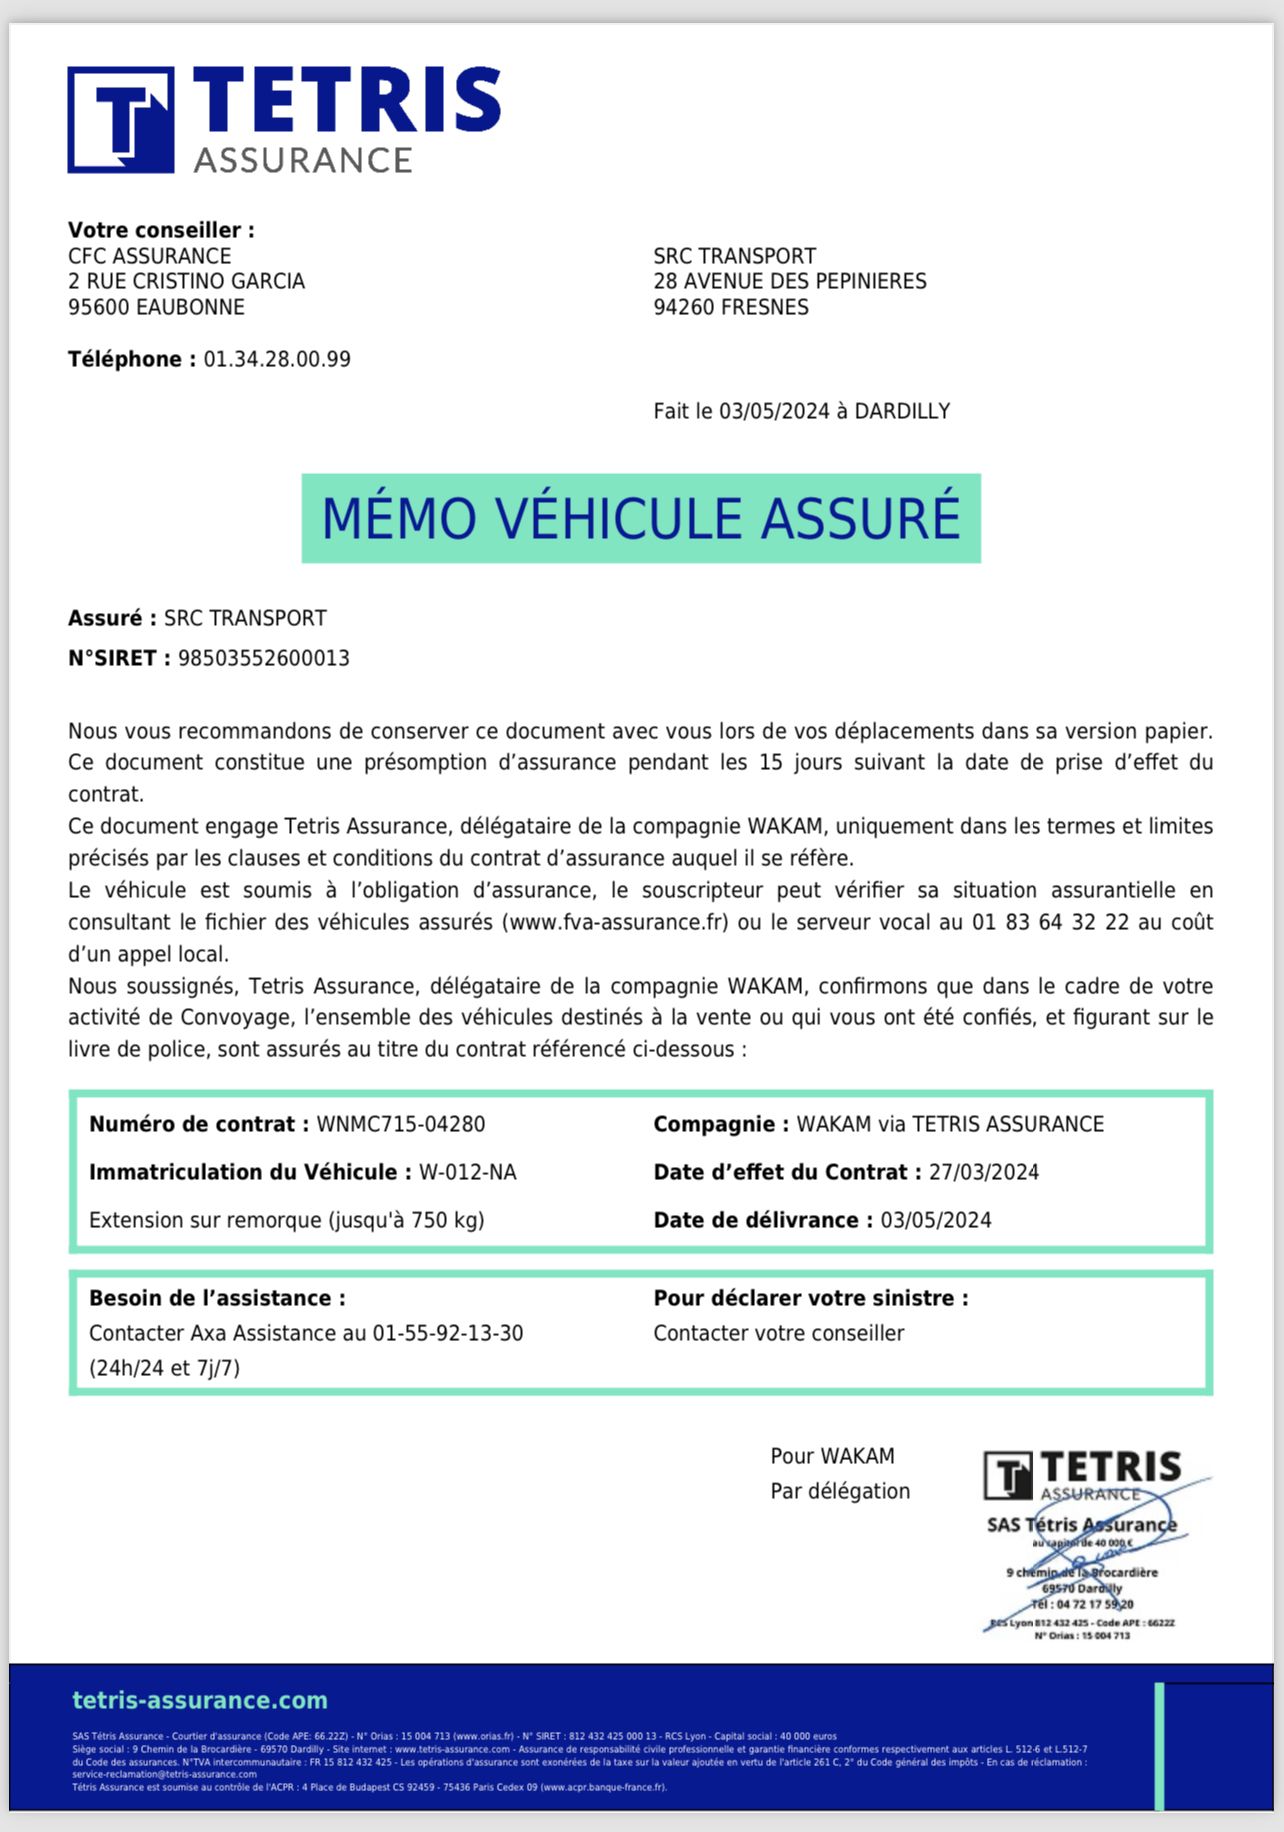 TETRIS
ASSURANCE
Votre conseiller :
CFC ASSURANCE
2 RUE CRISTINO GARCIA
95600 EAUBONNE
Téléphone : 01.34.28.00.99
SRC TRANSPORT
28 AVENUE DES PEPINIERES
94260 FRESNES
Fait le 03/05/2024 à DARDILLY
MÉMO VÉHICULE ASSURÉ
Assuré : SRC TRANSPORT
N°SIRET : 98503552600013
Nous vous recommandons de conserver ce document avec vous lors de vos déplacements dans sa version papier.
Ce document constitue une présomption d’assurance pendant les 15 jours suivant la date de prise d’effet du
contrat.
Ce document engage Tetris Assurance, délégataire de la compagnie WAKAM, uniquement dans les termes et limites
précisés par les clauses et conditions du contrat d’assurance auquel il se réfère.
Le véhicule est soumis à l’obligation d’assurance, le souscripteur peut vérifier sa situation assurantielle en
consultant le fichier des véhicules assurés (www.fva-assurance.fr) ou le serveur vocal au 01 83 64 32 22 au coût
d’un appel local.
Nous soussignés, Tetris Assurance, délégataire de la compagnie WAKAM, confirmons que dans le cadre de votre
activité de Convoyage, l’ensemble des véhicules destinés à la vente ou qui vous ont été confiés, et figurant sur le
livre de police, sont assurés au titre du contrat référencé ci-dessous :
Numéro de contrat : WNMC715-04280
Immatriculation du Véhicule : W-012-NA
Extension sur remorque (jusqu'à 750 kg)
Compagnie : WAKAM via TETRIS ASSURANCE
Date d’effet du Contrat : 27/03/2024
Date de délivrance : 03/05/2024
Besoin de l’assistance :
Contacter Axa Assistance au 01-55-92-13-30
(24h/24 et 7j/7)
Pour déclarer votre sinistre :
Contacter votre conseiller
Pour WAKAM
Par délégation
TETRIS
ASSURANCE
SAS Tétris Assurance
au capital de 40 000 €
9 chemin de la Brocardière
69570 Dardilly
Tél : 04 72 17 59 20
RCS Lyon 812 432 425 - Code APE : 6622Z
N° Orias : 15 004 713
tetris-assurance.com
SAS Tétris Assurance - Courtier d'assurance (Code APE: 66.22Z) - N° Orias : 15 004 713 (www.orias.fr) - N° SIRET : 812 432 425 000 13 - RCS Lyon - Capital social : 40 000 euros
Siège social : 9 Chemin de la Brocardière - 69570 Dardilly - Site internet : www.tetris-assurance.com - Assurance de responsabilité civile professionnelle et garantie financière conformes respectivement aux articles L. 512-6 et L.512-7
du Code des assurances. N°TVA intercommunautaire : FR 15 812 432 425 - Les opérations d'assurance sont exonérées de la taxe sur la valeur ajoutée en vertu de l'article 261 C, 2° du Code général des impôts - En cas de réclamation :
service-reclamation@tetris-assurance.com
Tétris Assurance est soumise au contrôle de l'ACPR : 4 Place de Budapest CS 92459 - 75436 Paris Cedex 09 (www.acpr.banque-france.fr).